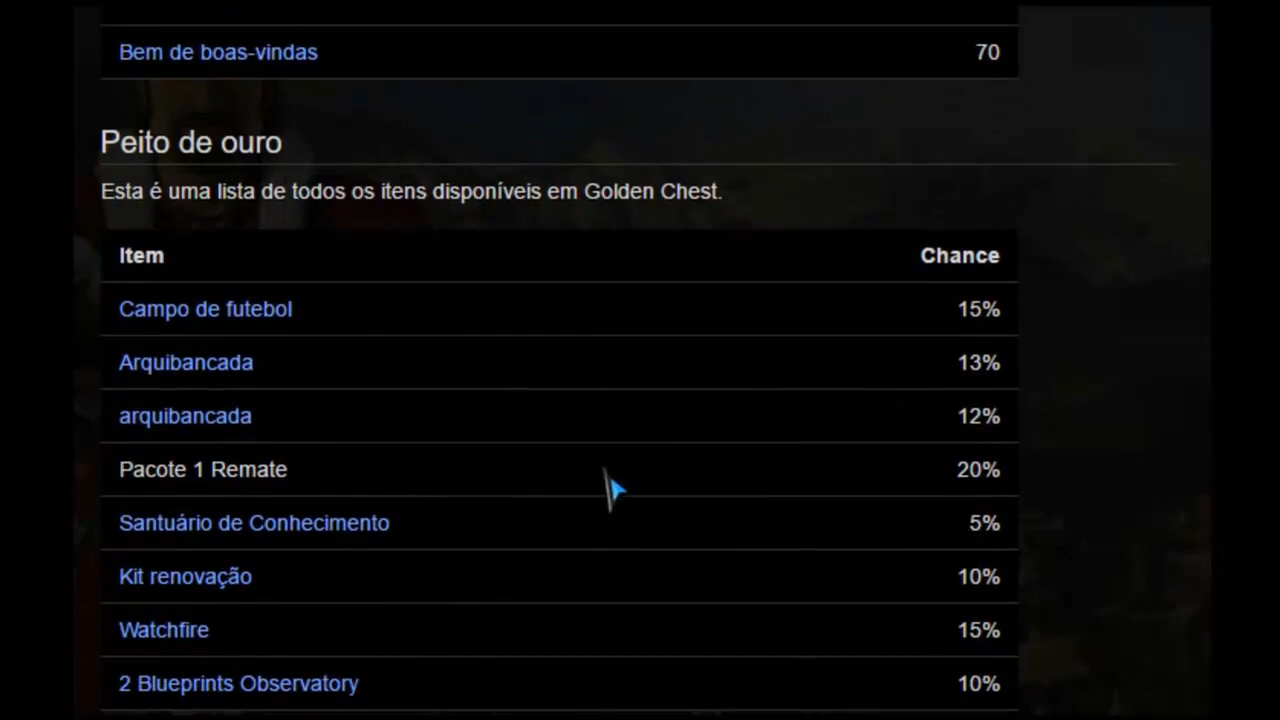 Bem de boas-vindas 70
Peito de ouro
Esta é uma lista de todos os itens disponíveis em Golden Chest.
Item Chance
Campo de futebol 15%
Arquibancada 13%
arquibancada 12%
Pacote 1 Remate 20%
Santuário de Conhecimento 5%
Kit renovação 10%
Watchfire 15%
2 Blueprints Observatory 10%